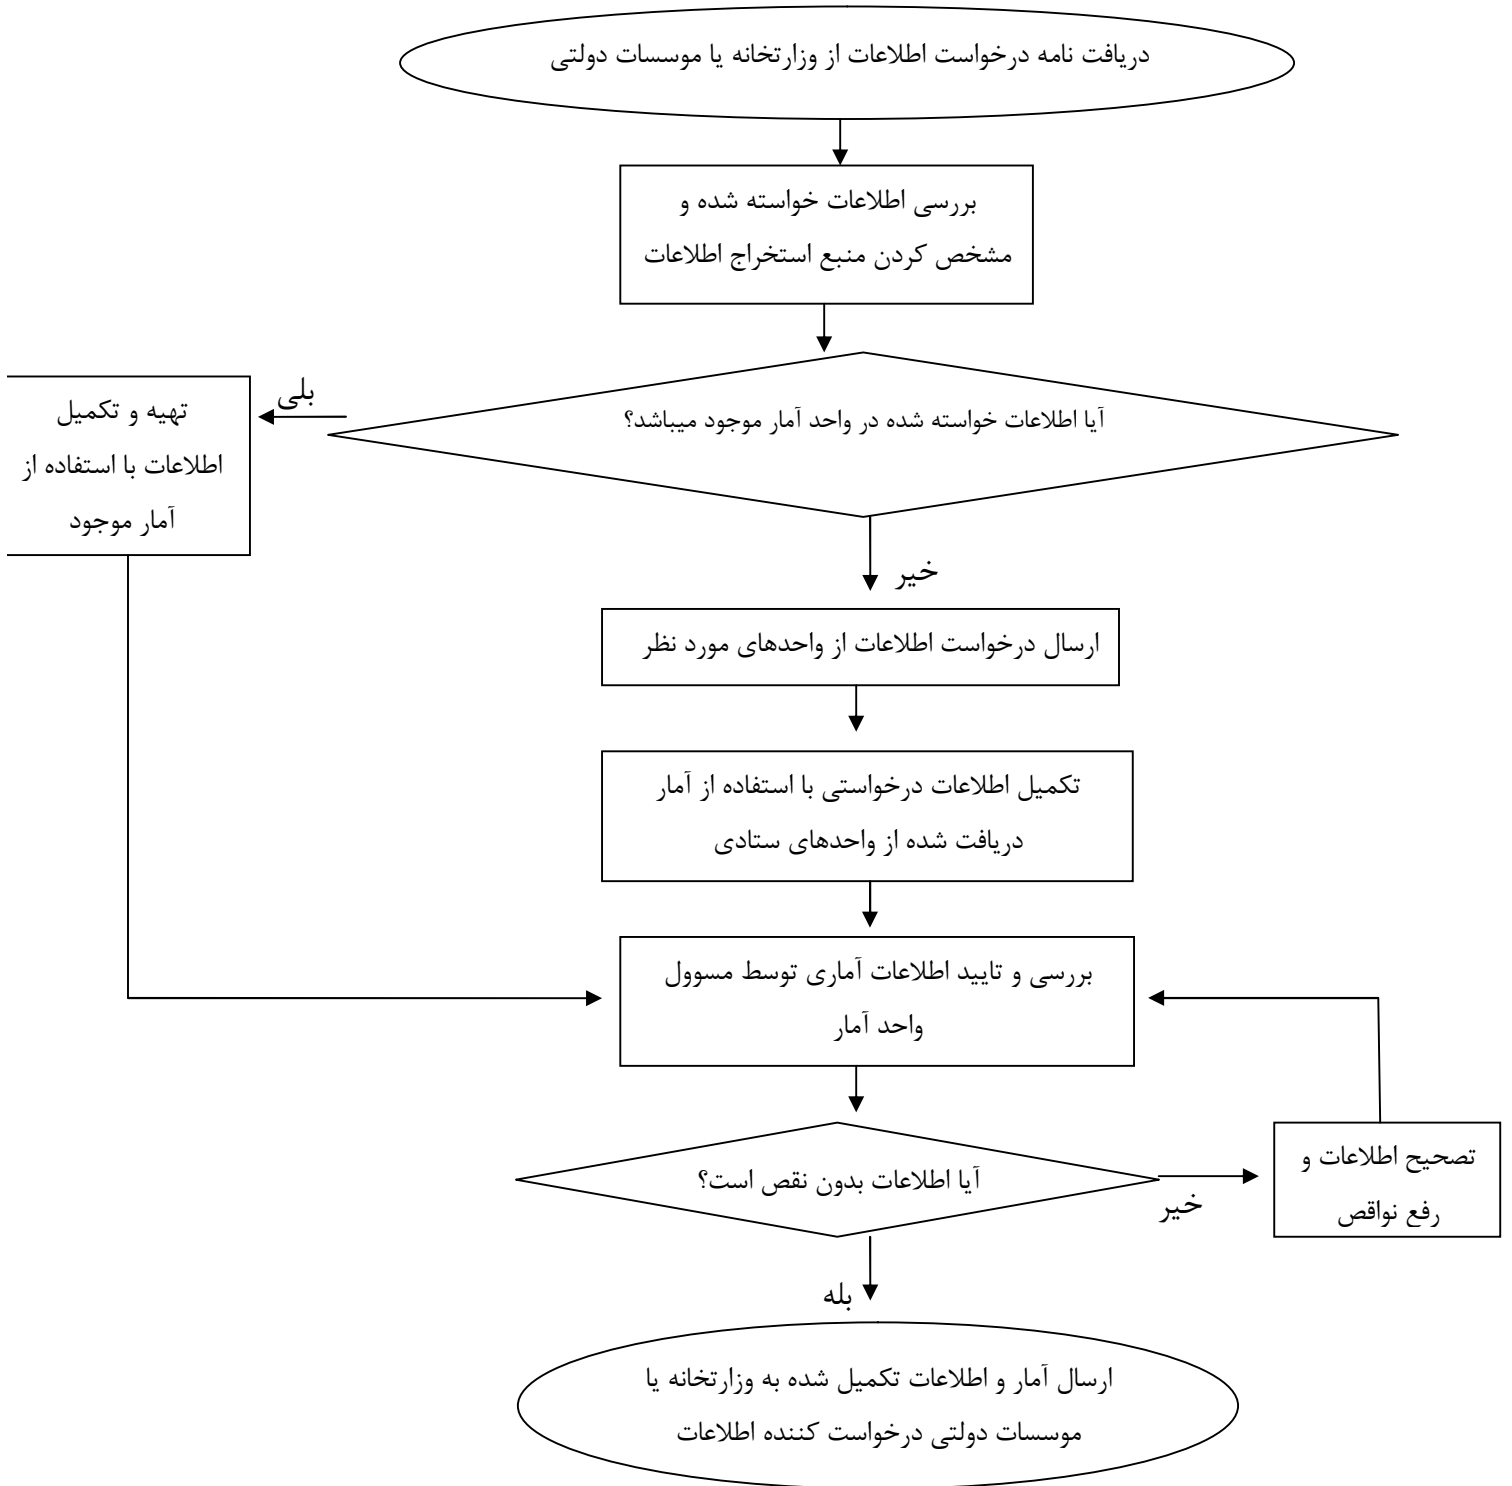 دریافت نامه درخواست اطلاعات از وزارتخانه یا موسسات دولتی
بررسی اطلاعات خواسته شده و
مشخص کردن منبع استخراج اطلاعات
آیا اطلاعات خواسته شده در واحد آمار موجود میباشد؟
بلی
تهیه و تکمیل
اطلاعات با استفاده از
آمار موجود
خیر
ارسال درخواست اطلاعات از واحدهای مورد نظر
تکمیل اطلاعات درخواستی با استفاده از آمار
دریافت شده از واحدهای ستادی
بررسی و تایید اطلاعات آماری توسط مسوول
واحد آمار
آیا اطلاعات بدون نقص است؟
خیر
تصحیح اطلاعات و
رفع نواقص
بله
ارسال آمار و اطلاعات تکمیل شده به وزارتخانه یا
موسسات دولتی درخواست کننده اطلاعات